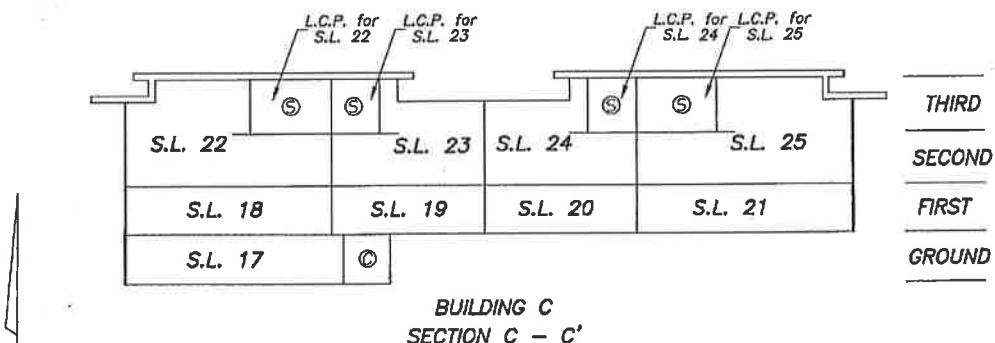 L.C.P. for
S.L. 22
L.C.P. for
S.L. 23
L.C.P. for
S.L. 24
L.C.P. for
S.L. 25
S
S
S
S
THIRD
S.L. 22
S.L. 23
S.L. 24
S.L. 25
SECOND
S.L. 18
S.L. 19
S.L. 20
S.L. 21
FIRST
S.L. 17
C
GROUND
BUILDING C
SECTION C – C'